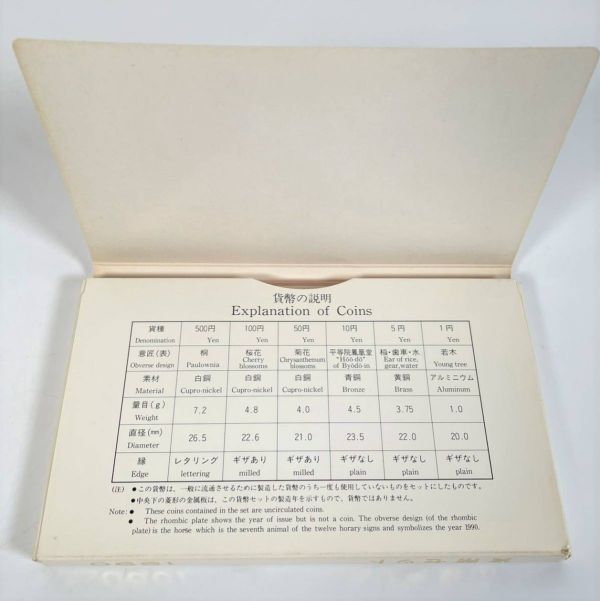 貨幣の説明
Explanation of Coins
貨種 500円 100円 50円 10円 5円 1円
Denomination Yen Yen Yen Yen Yen Yen
意匠(表) 桐 桜花 菊花 平等院鳳凰堂 稲・歯車・水 若木
Obverse design Paulownia Cherry blossoms Chrysanthemum blossoms "Hōō-dō" of Byōdō-in Ear of rice, gear, water Young tree
素材 白銅 白銅 白銅 青銅 黄銅 アルミニウム
Material Cupro-nickel Cupro-nickel Cupro-nickel Bronze Brass Aluminum
量目(g) 7.2 4.8 4.0 4.5 3.75 1.0
Weight
直径(mm) 26.5 22.6 21.0 23.5 22.0 20.0
Diameter
縁 レタリング ギザあり ギザあり ギザなし ギザなし ギザなし
Edge lettering milled milled plain plain plain
(注) ●この貨幣は、一般に流通させるために製造した貨幣のうち一度も使用していないものをセットにしたものです。
●中央下の菱形の金属板は、この貨幣セットの製造年を示すもので、貨幣ではありません。
Note: ● These coins contained in the set are uncirculated coins.
● The rhombic plate shows the year of issue but is not a coin. The obverse design (of the rhombic
plate) is the horse which is the seventh animal of the twelve horary signs and symbolizes the year 1990.